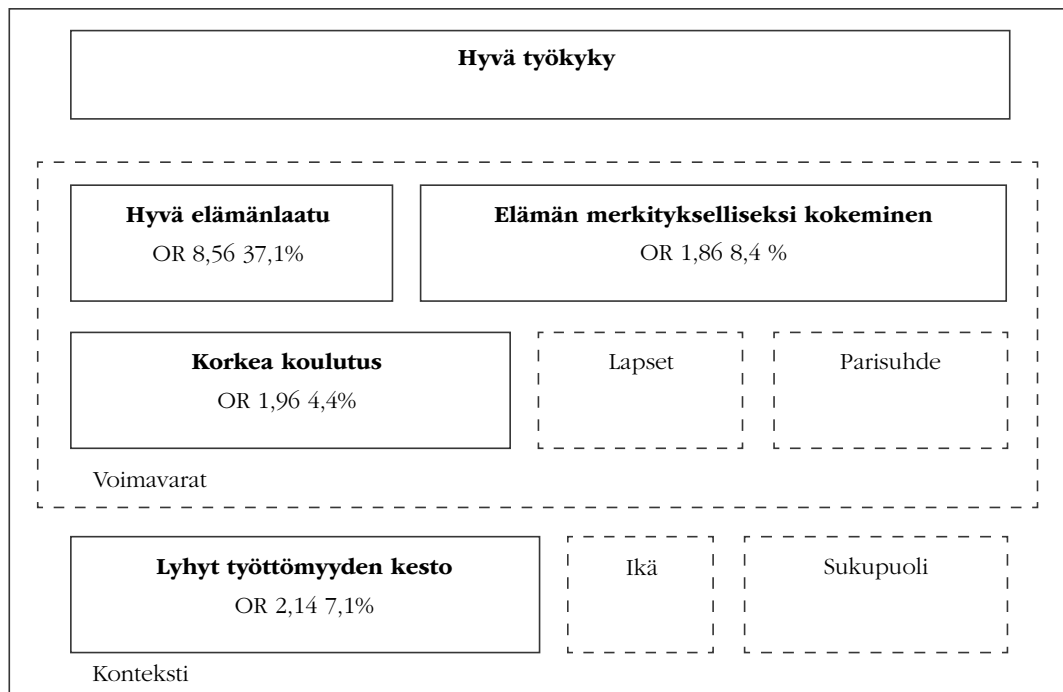 Hyvä työkyky
Hyvä elämänlaatu
OR 8,56 37,1%
Elämän merkitykselliseksi kokeminen
OR 1,86 8,4 %
Korkea koulutus
OR 1,96 4,4%
Lapset
Parisuhde
Voimavarat
Lyhyt työttömyyden kesto
OR 2,14 7,1%
Ikä
Sukupuoli
Konteksti